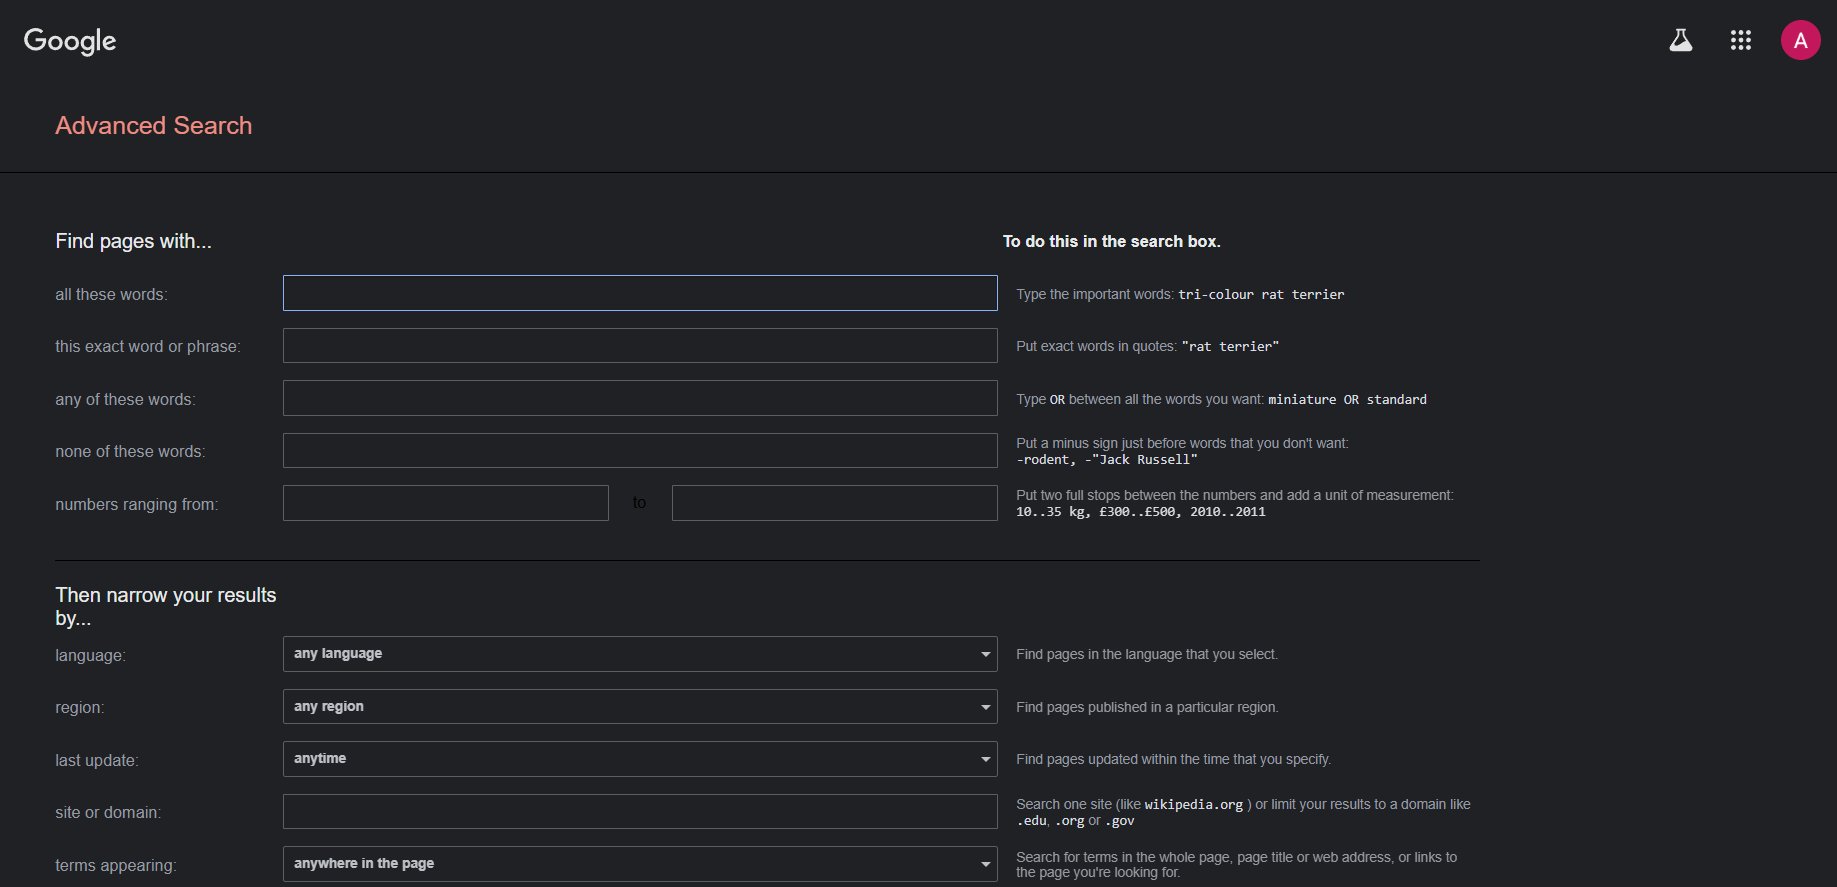 Google
A
Advanced Search
Find pages with...
To do this in the search box.
all these words:
Type the important words: tri-colour rat terrier
this exact word or phrase:
Put exact words in quotes: "rat terrier"
any of these words:
Type OR between all the words you want: miniature OR standard
none of these words:
Put a minus sign just before words that you don't want:
-rodent, -"Jack Russell"
numbers ranging from:
to
Put two full stops between the numbers and add a unit of measurement:
10..35 kg, £300..£500, 2010..2011
Then narrow your results
by...
language:
any language
Find pages in the language that you select.
region:
any region
Find pages published in a particular region.
last update:
anytime
Find pages updated within the time that you specify.
site or domain:
Search one site (like wikipedia.org ) or limit your results to a domain like
.edu, .org or .gov
terms appearing:
anywhere in the page
Search for terms in the whole page, page title or web address, or links to
the page you're looking for.